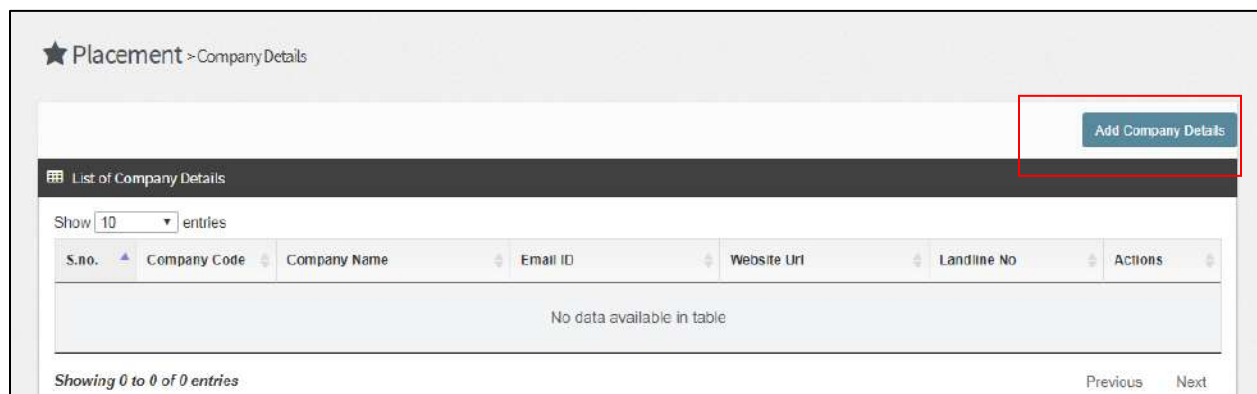 Placement > Company Details
Add Company Details
List of Company Details
Show 10 entries
S.no. Company Code Company Name Email ID Website Url Landline No Actions
No data available in table
Showing 0 to 0 of 0 entries
Previous Next